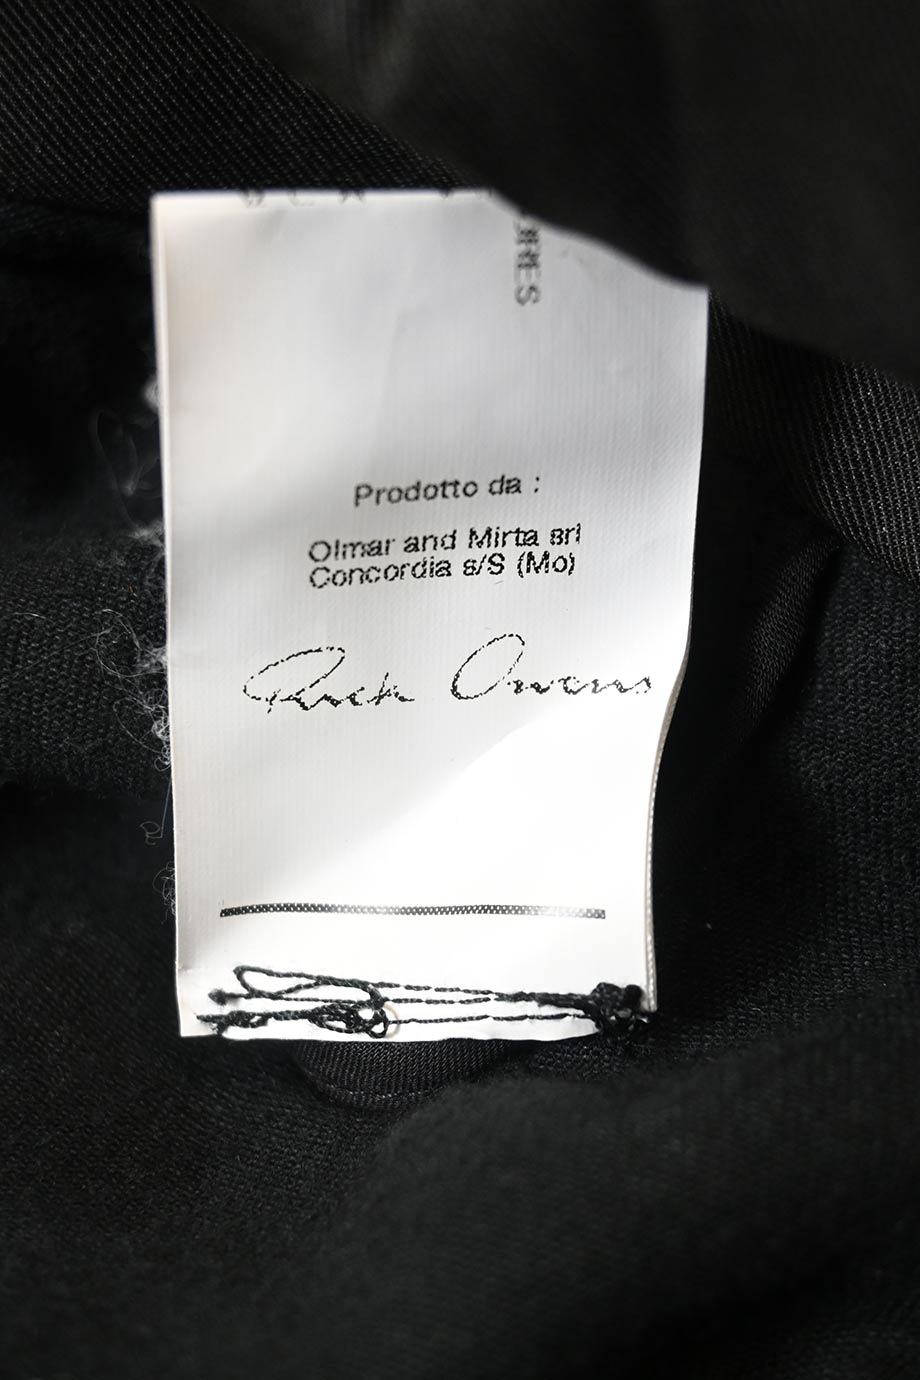 Prodotto da :
Olmar and Mirta srl
Concordia s/S (Mo)
Rick Owens